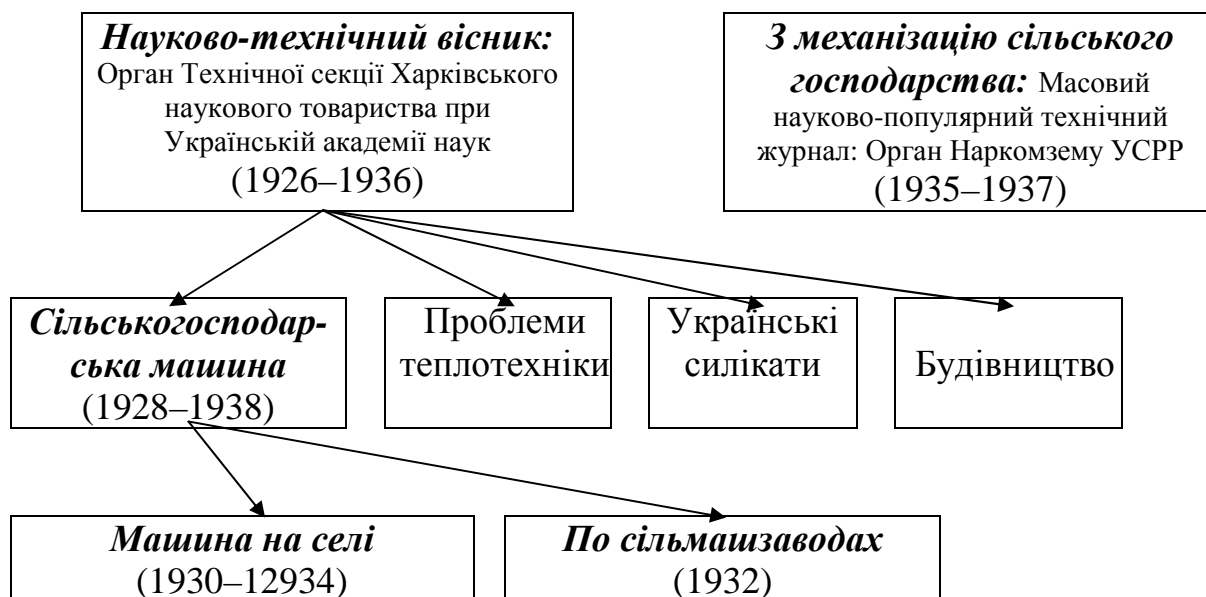 Науково-технічний вісник:
Орган Технічної секції Харківського
наукового товариства при
Українській академії наук
(1926–1936)
З механізацію сільського
господарства: Масовий
науково-популярний технічний
журнал: Орган Наркомзему УСРР
(1935–1937)
Сільськогосподар-
ська машина
(1928–1938)
Проблеми
теплотехніки
Українські
силікати
Будівництво
Машина на селі
(1930–12934)
По сільмашзаводах
(1932)